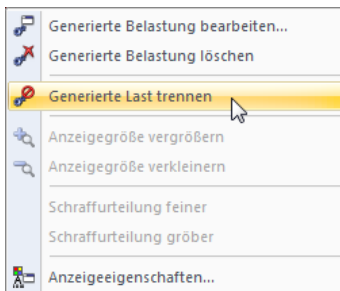 Generierte Belastung bearbeiten...
Generierte Belastung löschen
Generierte Last trennen
Anzeigegröße vergrößern
Anzeigegröße verkleinern
Schraffurteilung feiner
Schraffurteilung gröber
Anzeigeeigenschaften...